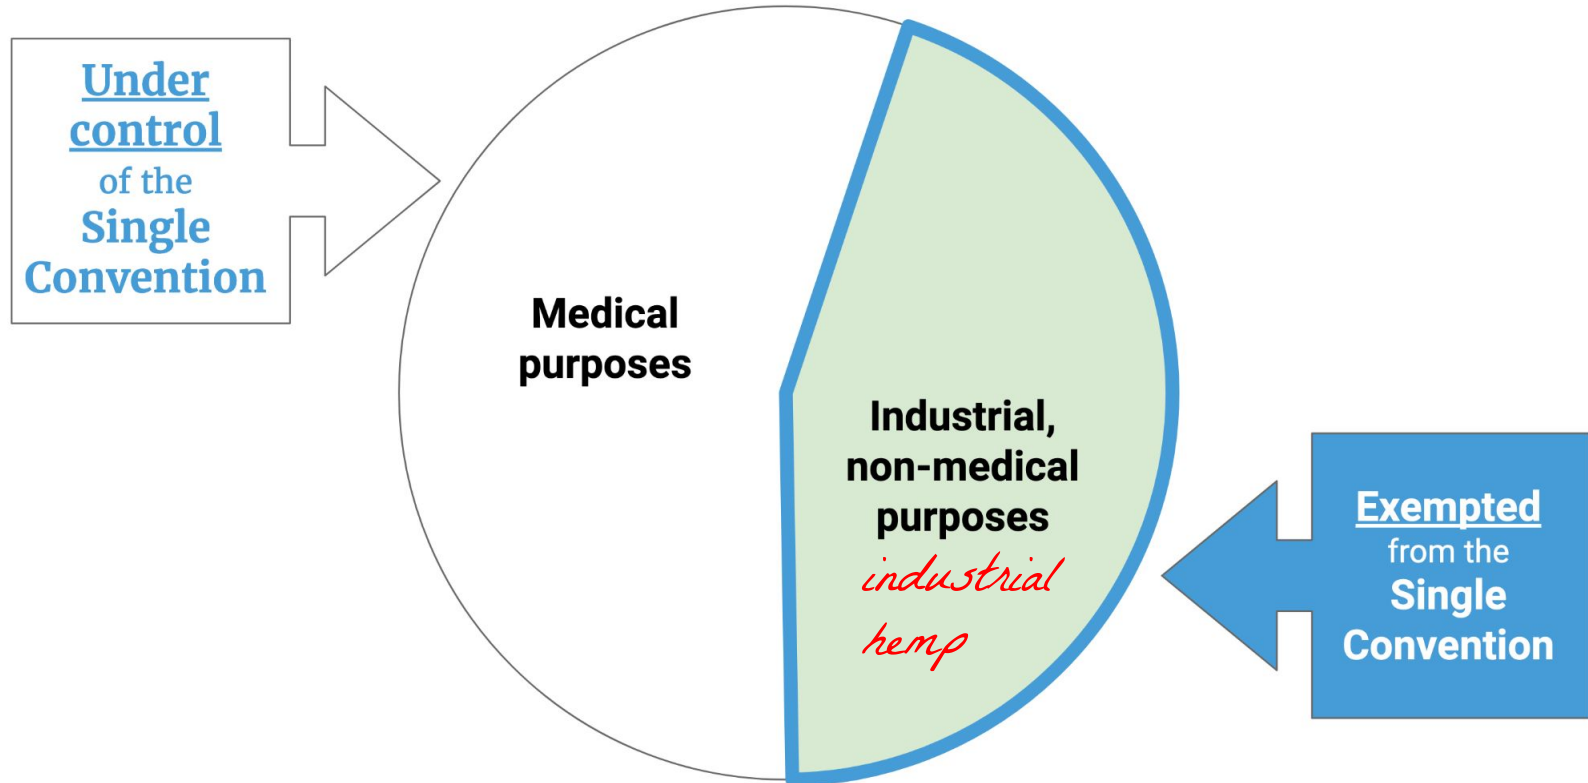 Under
control
of the
Single
Convention
Medical
purposes
Industrial,
non-medical
purposes
industrial
hemp
Exempted
from the
Single
Convention